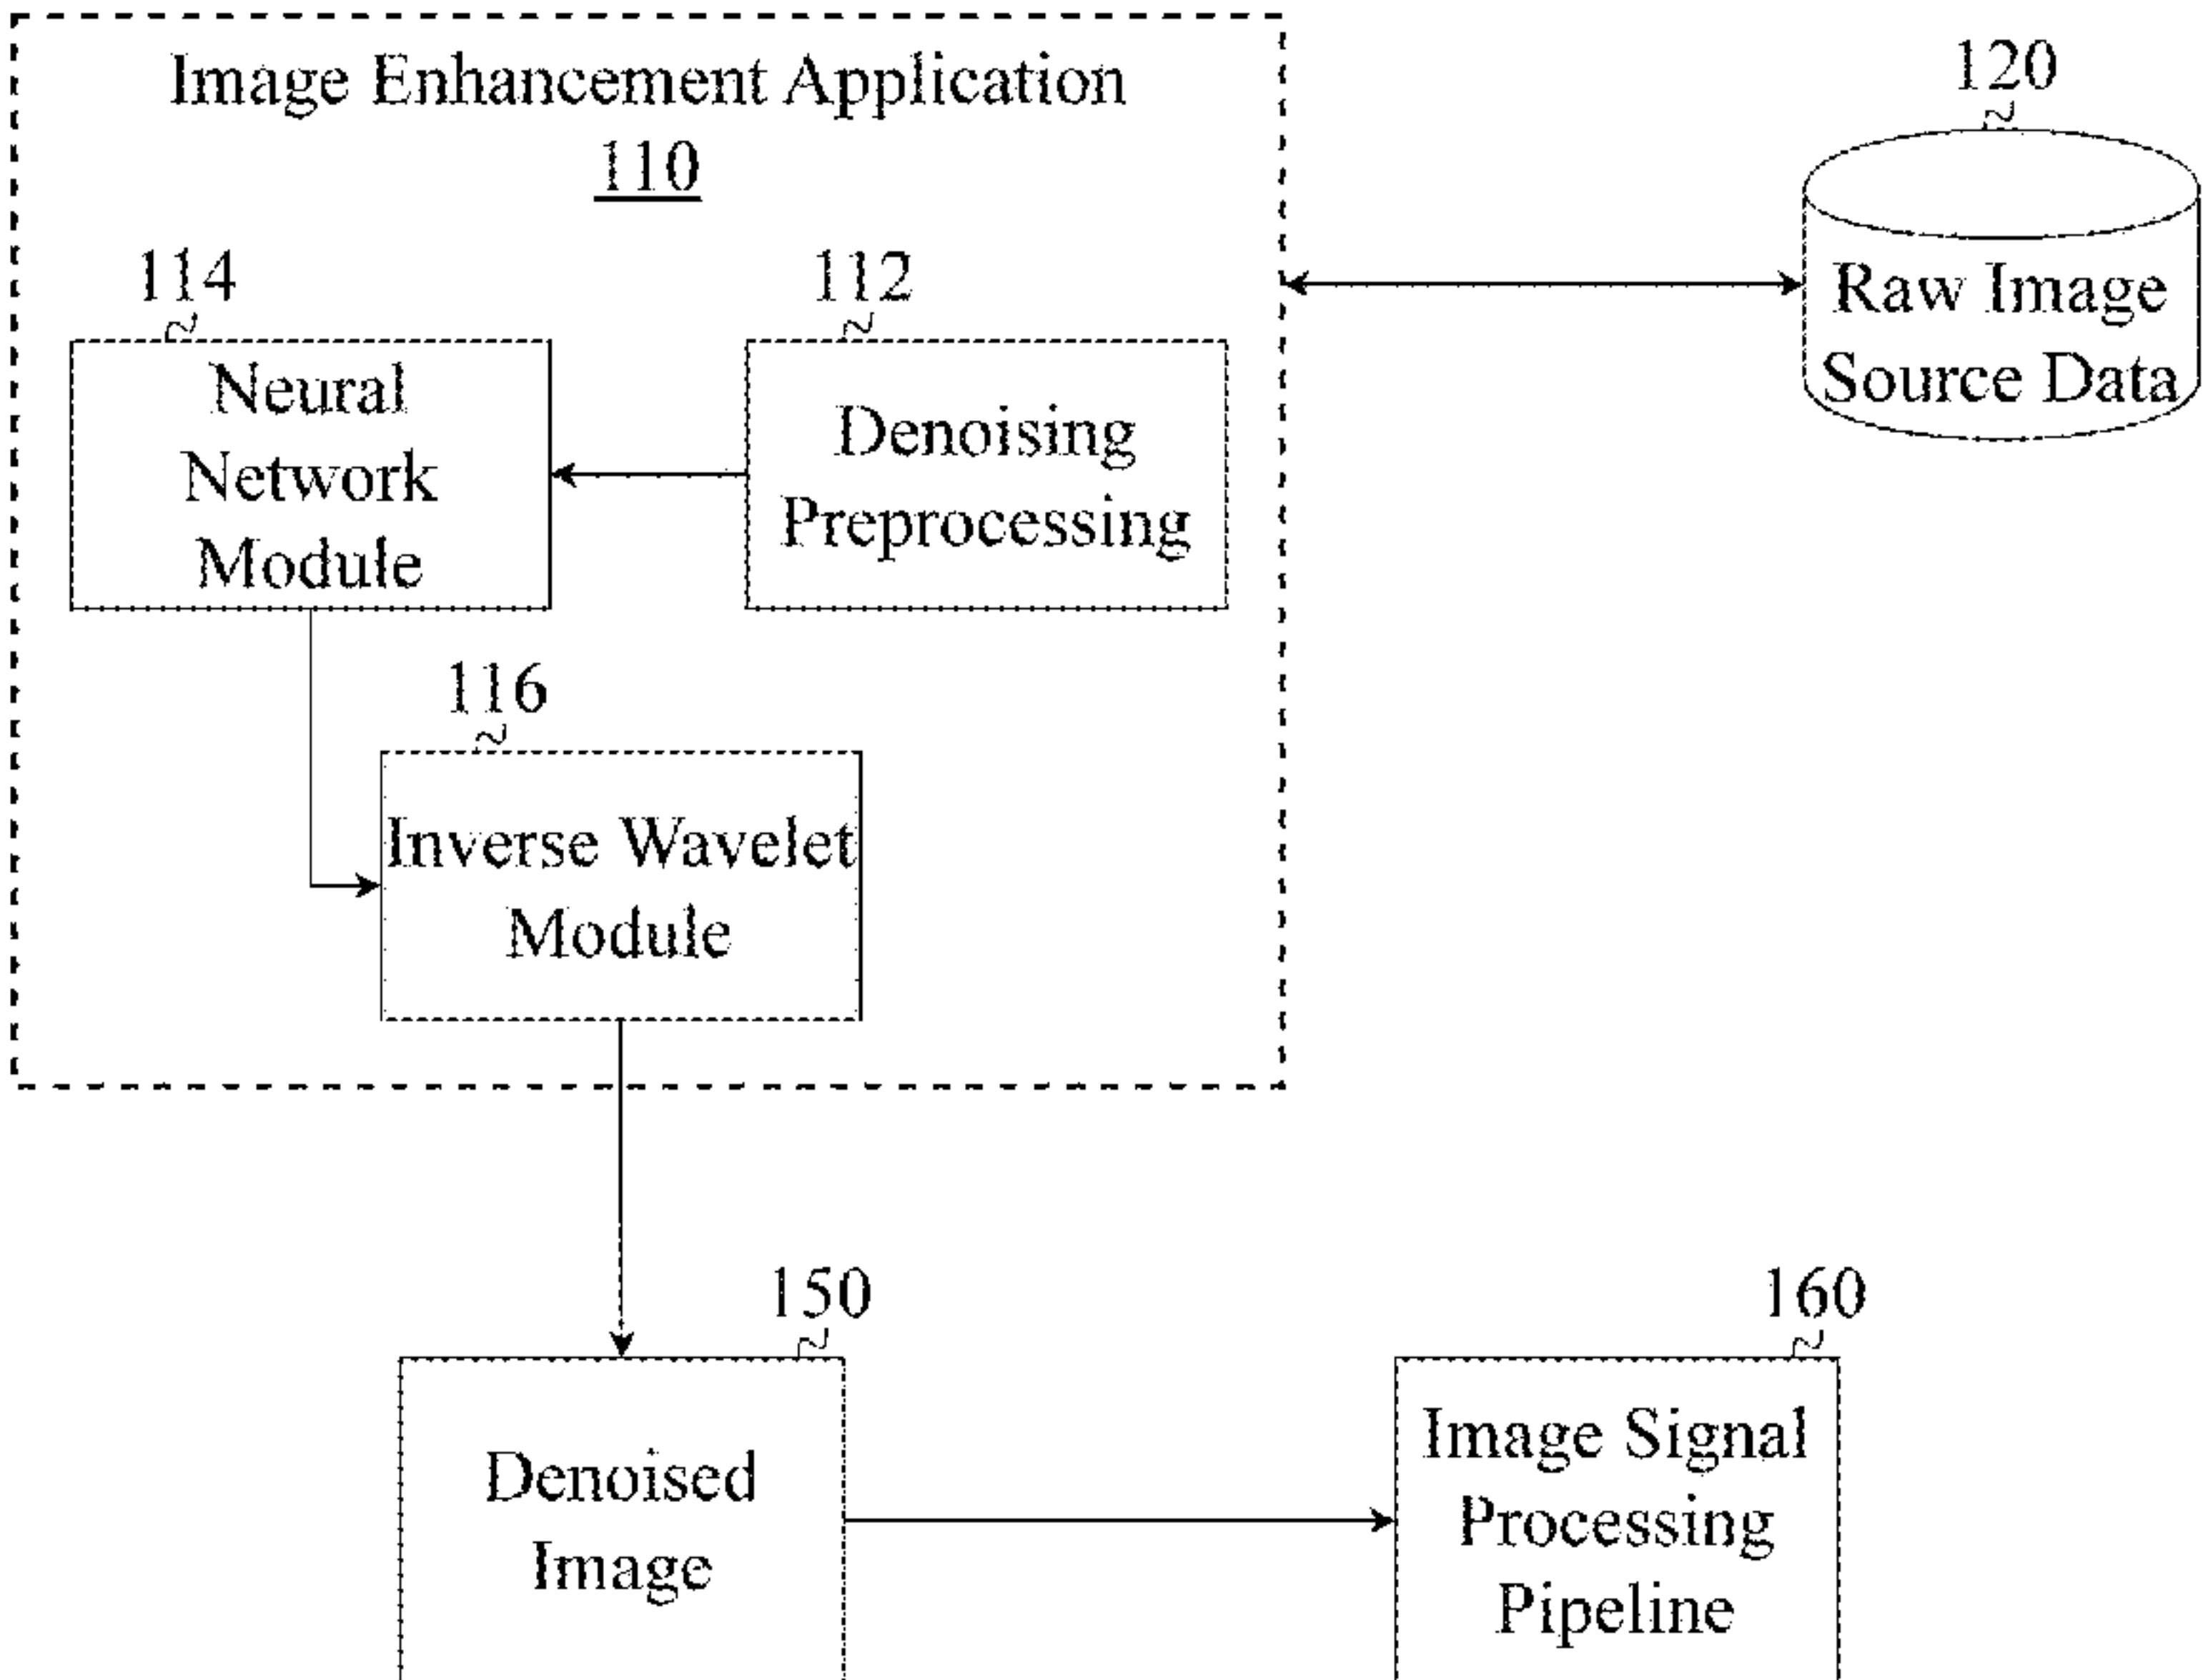 Image Enhancement Application
110
120
Raw Image
Source Data
114
Neural
Network
Module
112
Denoising
Preprocessing
116
Inverse Wavelet
Module
150
Denoised
Image
160
Image Signal
Processing
Pipeline